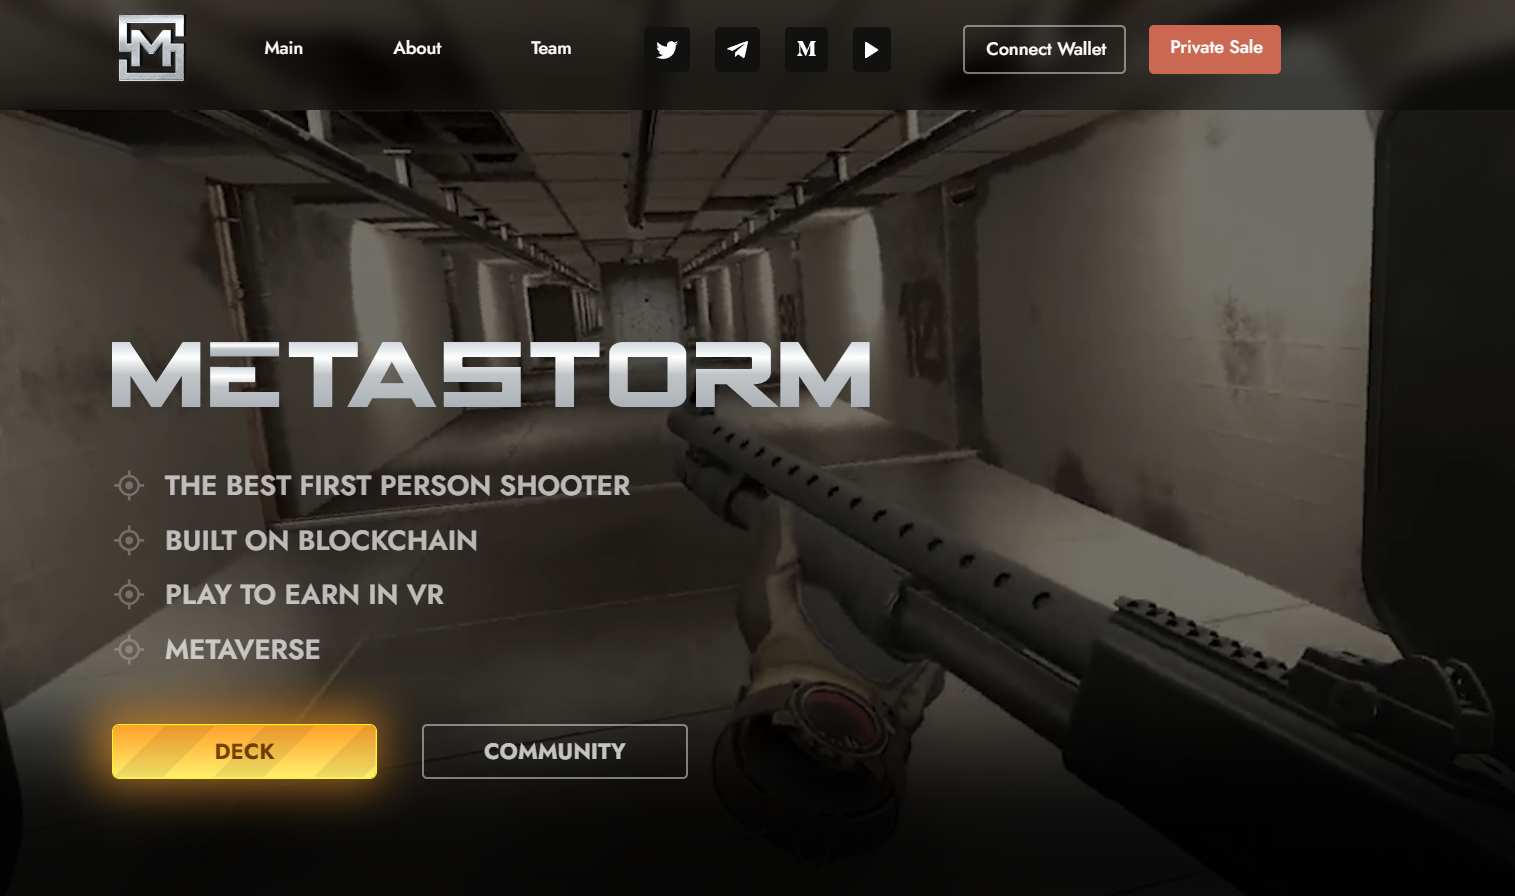 Main
About
Team
M
Connect Wallet
Private Sale
METASTORM
THE BEST FIRST PERSON SHOOTER
BUILT ON BLOCKCHAIN
PLAY TO EARN IN VR
METAVERSE
DECK
COMMUNITY